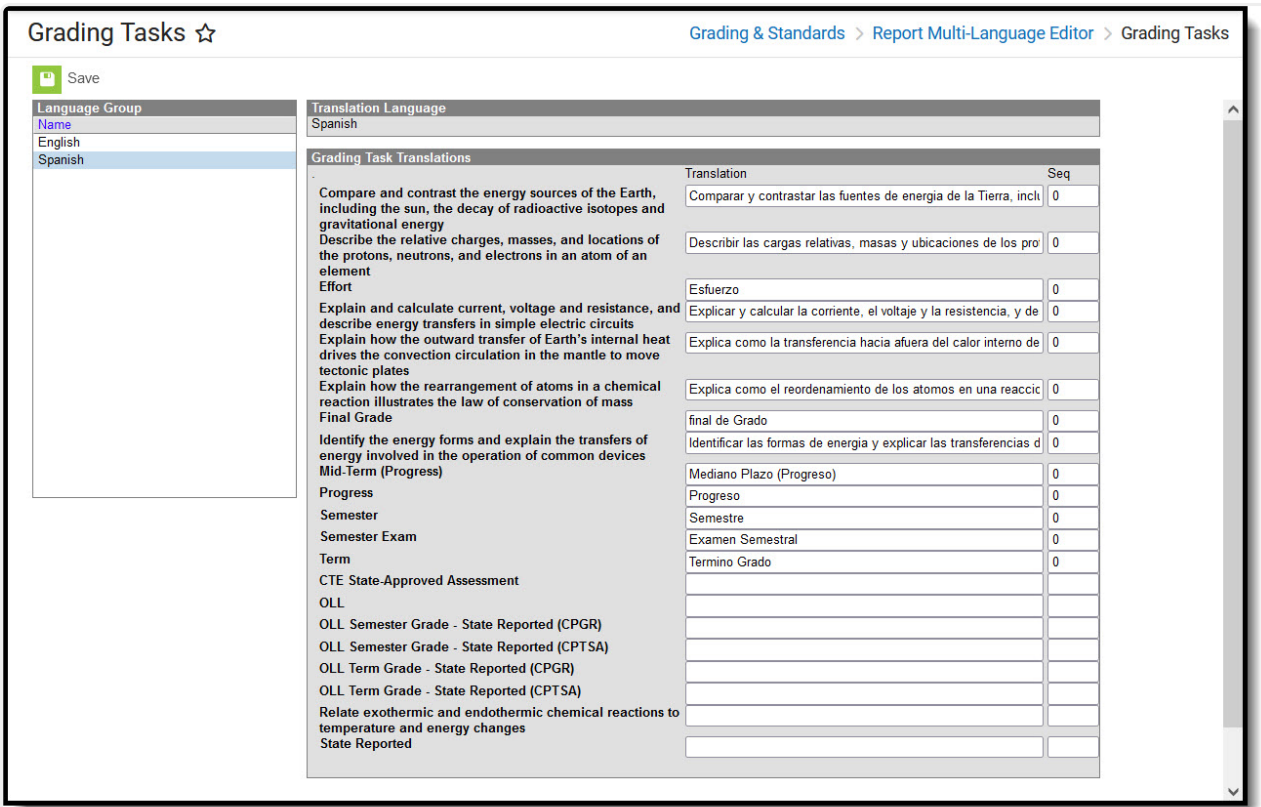 Grading Tasks ☆
Grading & Standards > Report Multi-Language Editor > Grading Tasks
Save
Language Group
Name
English
Spanish
Translation Language
Spanish
Grading Task Translations
. Translation Seq
Compare and contrast the energy sources of the Earth,
including the sun, the decay of radioactive isotopes and
gravitational energy
Comparar y contrastar las fuentes de energia de la Tierra, inclu 0
Describe the relative charges, masses, and locations of
the protons, neutrons, and electrons in an atom of an
element
Describir las cargas relativas, masas y ubicaciones de los pro 0
Effort
Esfuerzo 0
Explain and calculate current, voltage and resistance, and
describe energy transfers in simple electric circuits
Explicar y calcular la corriente, el voltaje y la resistencia, y de 0
Explain how the outward transfer of Earth's internal heat
drives the convection circulation in the mantle to move
tectonic plates
Explica como la transferencia hacia afuera del calor interno de 0
Explain how the rearrangement of atoms in a chemical
reaction illustrates the law of conservation of mass
Explica como el reordenamiento de los atomos en una reaccic 0
Final Grade
final de Grado 0
Identify the energy forms and explain the transfers of
energy involved in the operation of common devices
Identificar las formas de energia y explicar las transferencias d 0
Mid-Term (Progress)
Mediano Plazo (Progreso) 0
Progress
Progreso 0
Semester
Semestre 0
Semester Exam
Examen Semestral 0
Term
Termino Grado 0
CTE State-Approved Assessment
OLL
OLL Semester Grade - State Reported (CPGR)
OLL Semester Grade - State Reported (CPTSA)
OLL Term Grade - State Reported (CPGR)
OLL Term Grade - State Reported (CPTSA)
Relate exothermic and endothermic chemical reactions to
temperature and energy changes
State Reported